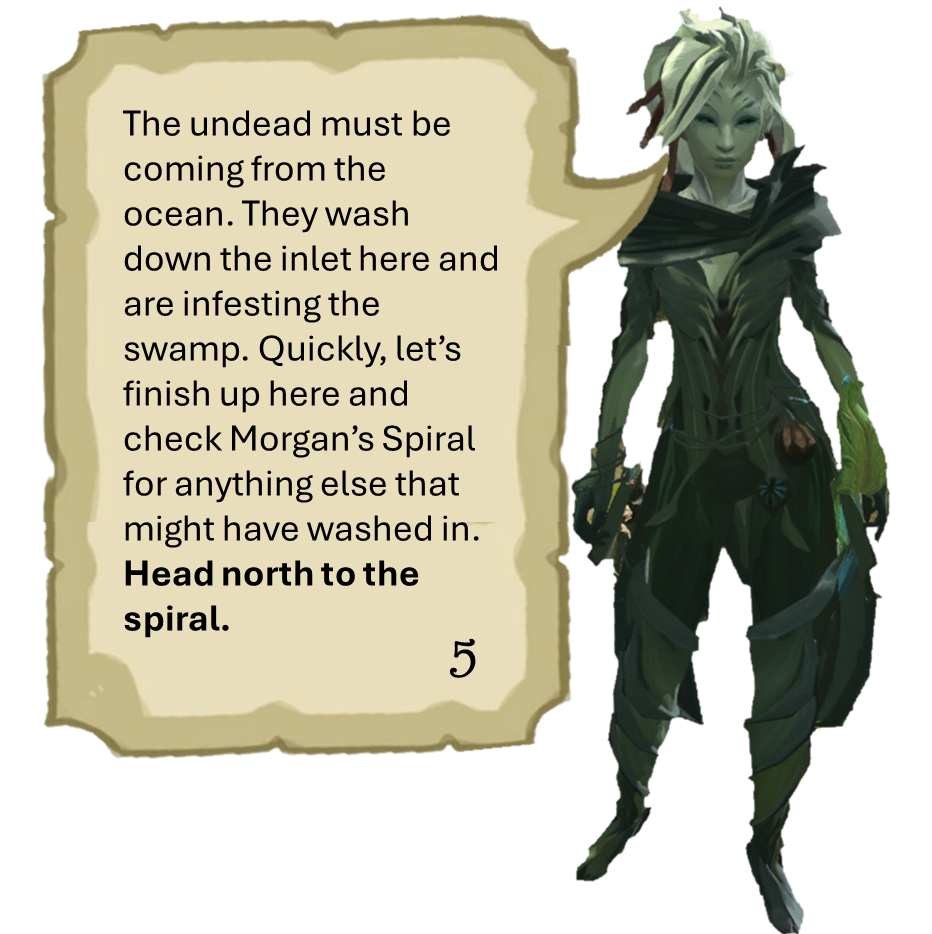 The undead must be
coming from the
ocean. They wash
down the inlet here and
are infesting the
swamp. Quickly, let’s
finish up here and
check Morgan’s Spiral
for anything else that
might have washed in.
Head north to the
spiral.
5